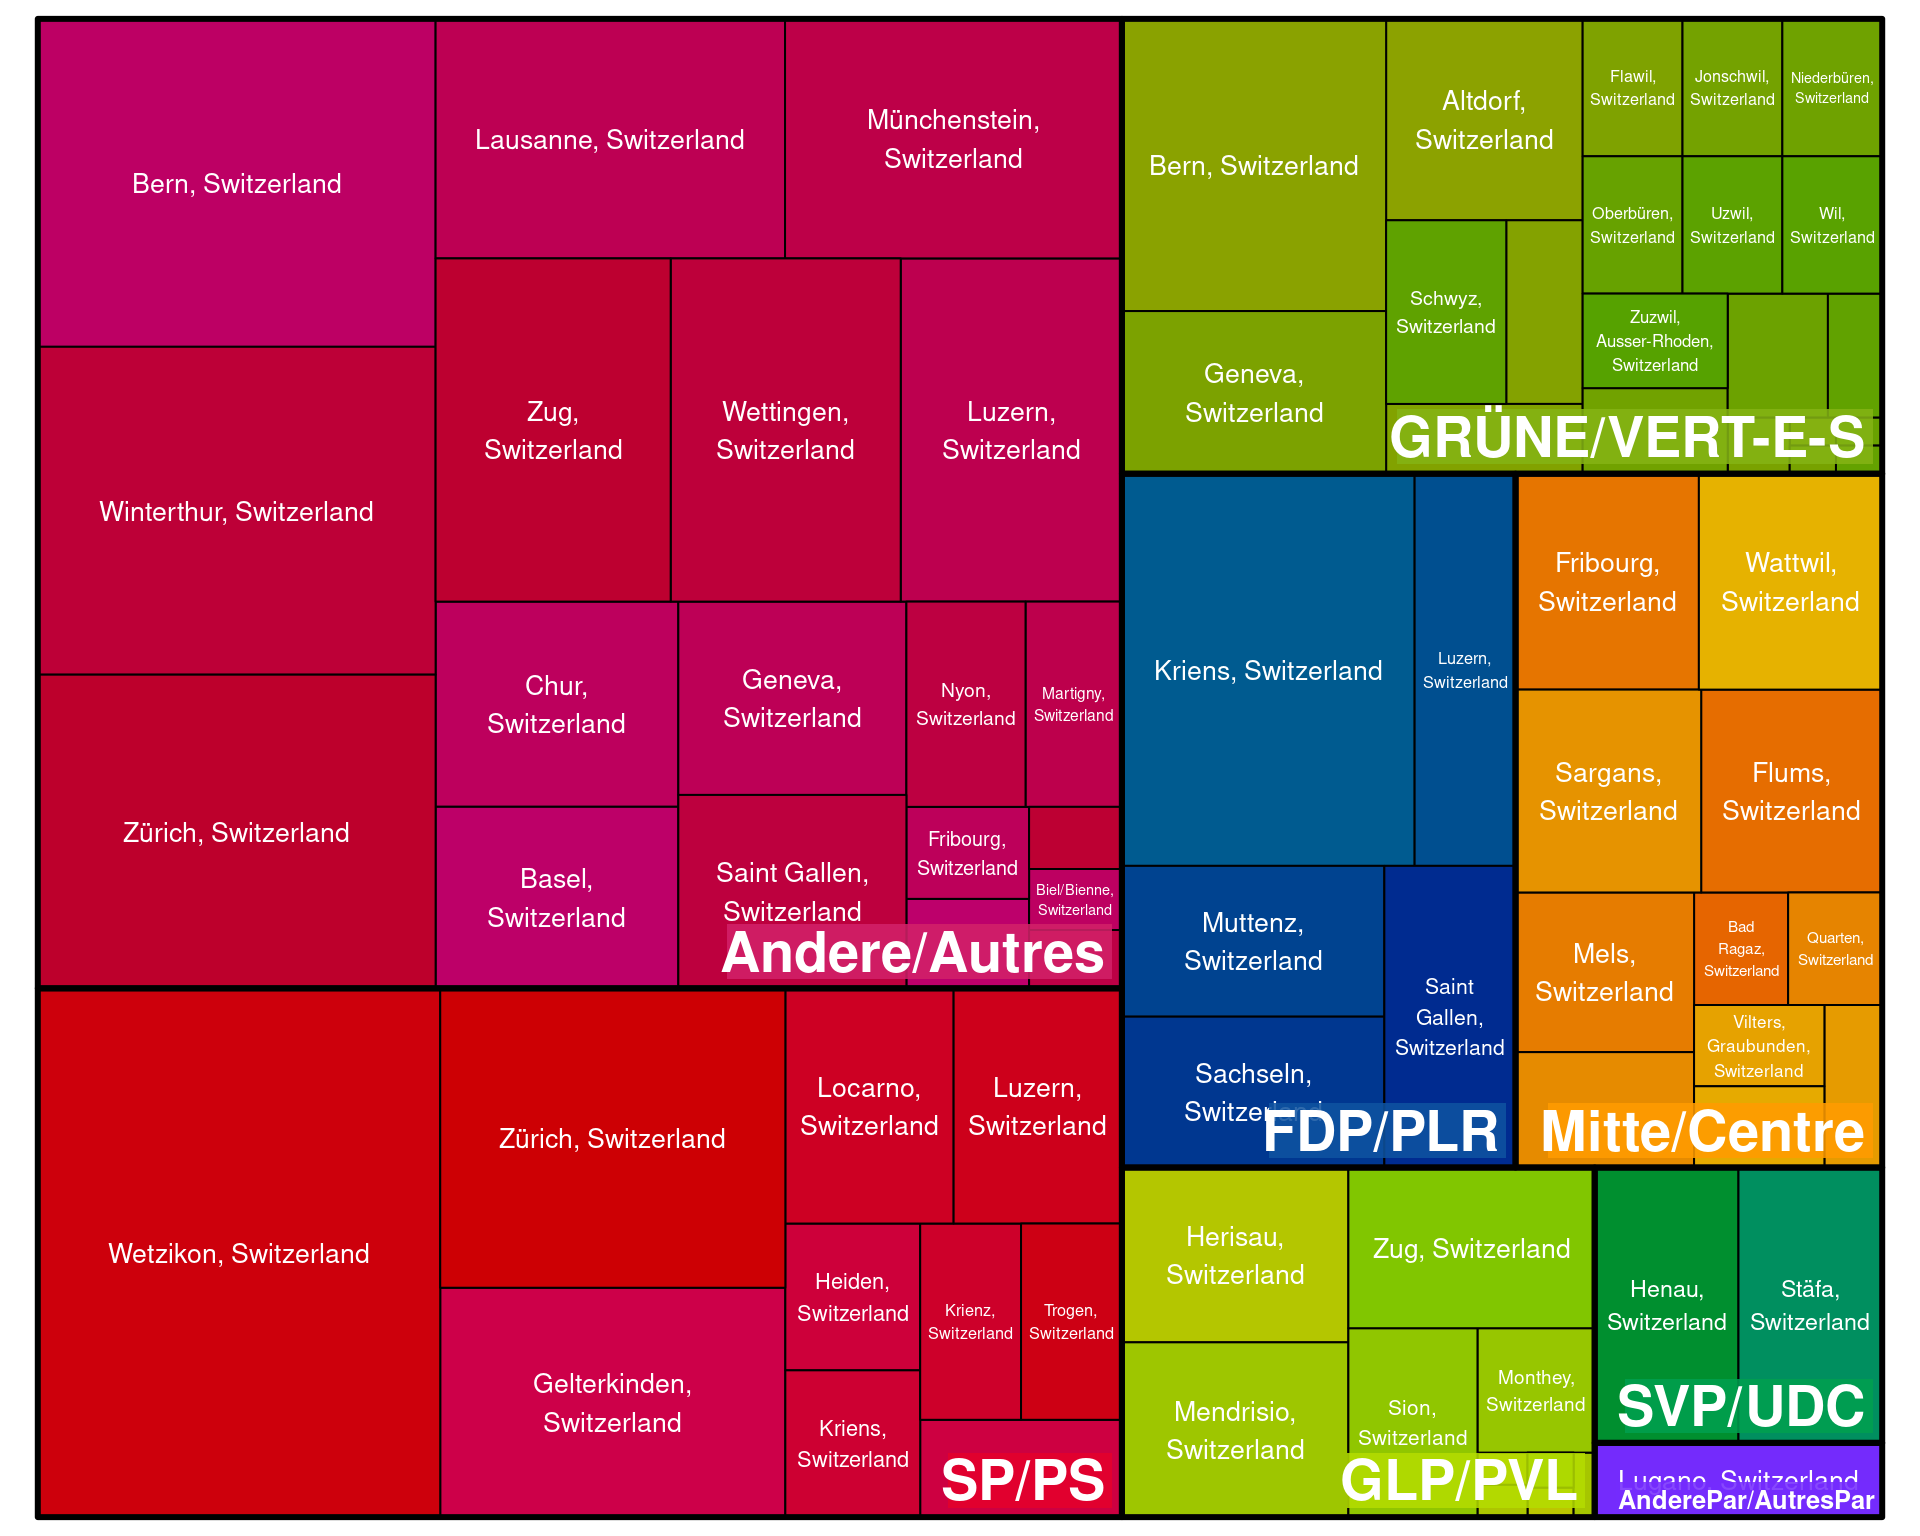 Bern, Switzerland
Lausanne, Switzerland
Münchenstein,
Switzerland
Winterthur, Switzerland
Zürich, Switzerland
Zug,
Switzerland
Wettingen,
Switzerland
Luzern,
Switzerland
Chur,
Switzerland
Geneva,
Switzerland
Nyon,
Switzerland
Martigny,
Switzerland
Basel,
Switzerland
Saint Gallen,
Switzerland
Fribourg,
Switzerland
Biel/Bienne,
Switzerland
Andere/Autres
Wetzikon, Switzerland
Zürich, Switzerland
Gelterkinden,
Switzerland
Locarno,
Switzerland
Luzern,
Switzerland
Heiden,
Switzerland
Krienz,
Switzerland
Trogen,
Switzerland
Kriens,
Switzerland
SP/PS
Bern, Switzerland
Altdorf,
Switzerland
Flawil,
Switzerland
Jonschwil,
Switzerland
Niederbüren,
Switzerland
Oberbüren,
Switzerland
Uzwil,
Switzerland
Wil,
Switzerland
Geneva,
Switzerland
Schwyz,
Switzerland
Zuzwil,
Ausser-Rhoden,
Switzerland
GRÜNE/VERT-E-S
Kriens, Switzerland
Luzern,
Switzerland
Muttenz,
Switzerland
Sachseln,
Switzerland
Saint
Gallen,
Switzerland
FDP/PLR
Fribourg,
Switzerland
Wattwil,
Switzerland
Sargans,
Switzerland
Flums,
Switzerland
Mels,
Switzerland
Bad
Ragaz,
Switzerland
Quarten,
Switzerland
Vilters,
Graubunden,
Switzerland
Mitte/Centre
Herisau,
Switzerland
Zug, Switzerland
Mendrisio,
Switzerland
Sion,
Switzerland
Monthey,
Switzerland
GLP/PVL
Henau,
Switzerland
Stäfa,
Switzerland
SVP/UDC
Lugano, Switzerland
AnderePar/AutresPar